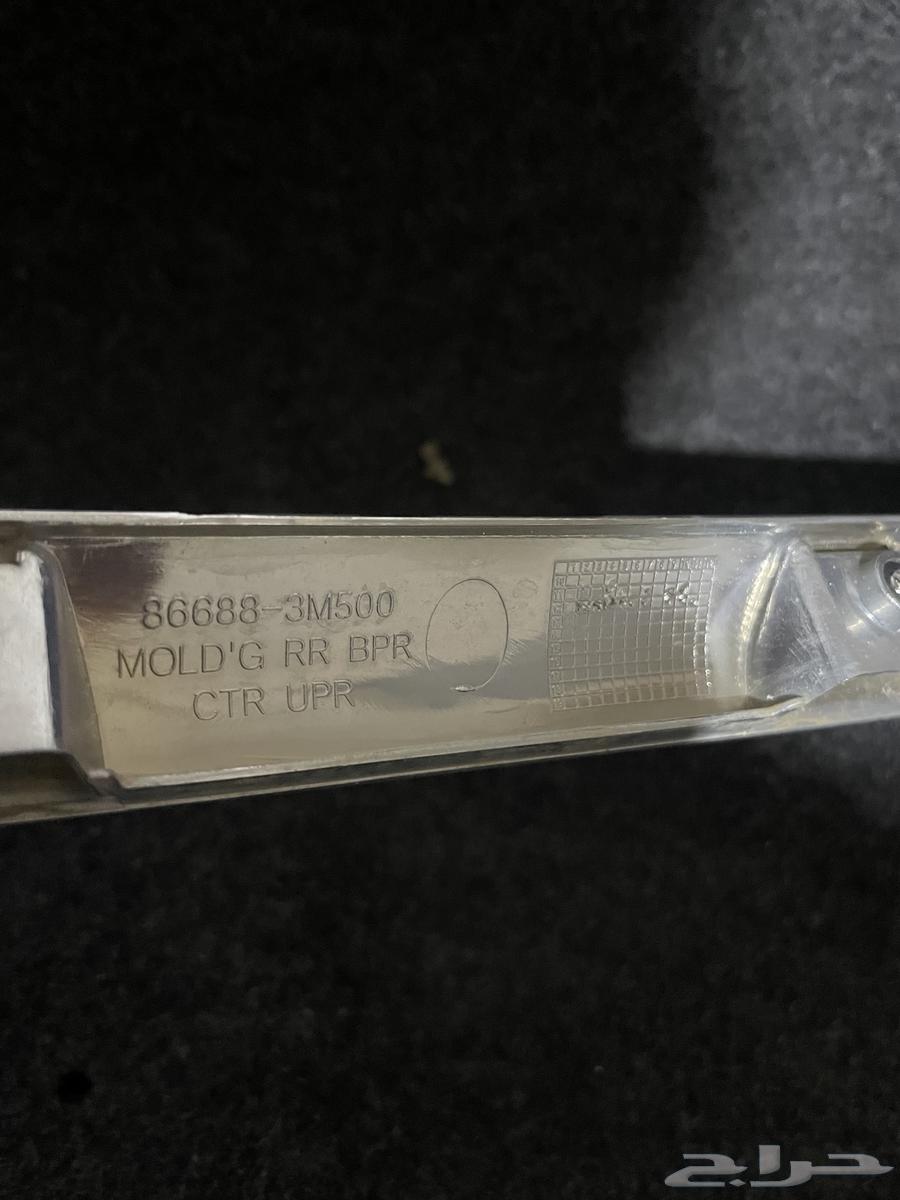 86688-3M500
MOLD'G RR BPR
CTR UPR
حراج